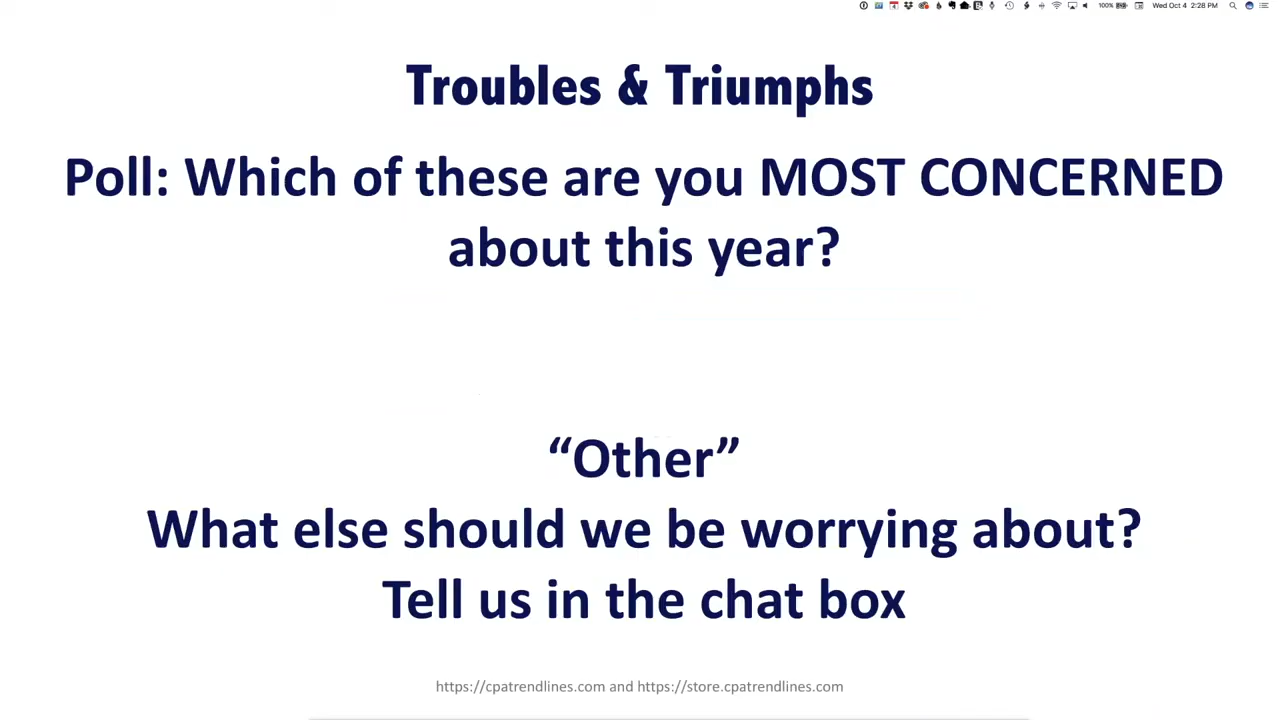 100%
Wed Oct 4 2:28 PM
Troubles & Triumphs
Poll: Which of these are you MOST CONCERNED
about this year?
“Other”
What else should we be worrying about?
Tell us in the chat box
https://cpatrendlines.com and https://store.cpatrendlines.com